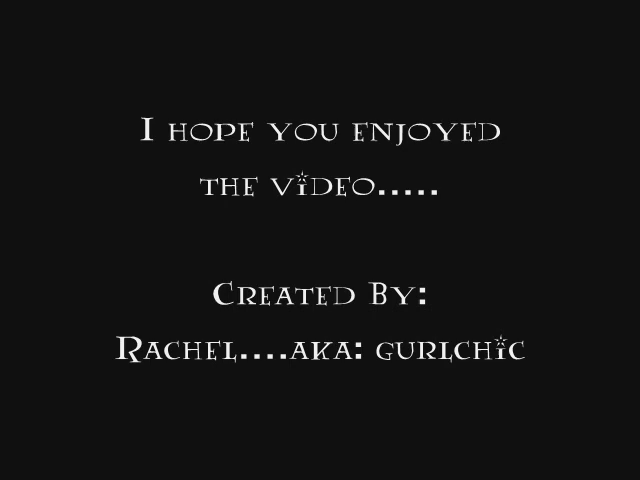 I hope you enjoyed
the video.....
Created By:
Rachel....aka: gurlchic